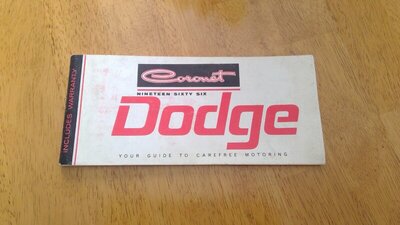 Coronet
NINETEEN SIXTY SIX
Dodge
YOUR GUIDE TO CAREFREE MOTORING
INCLUDES WARRANTY